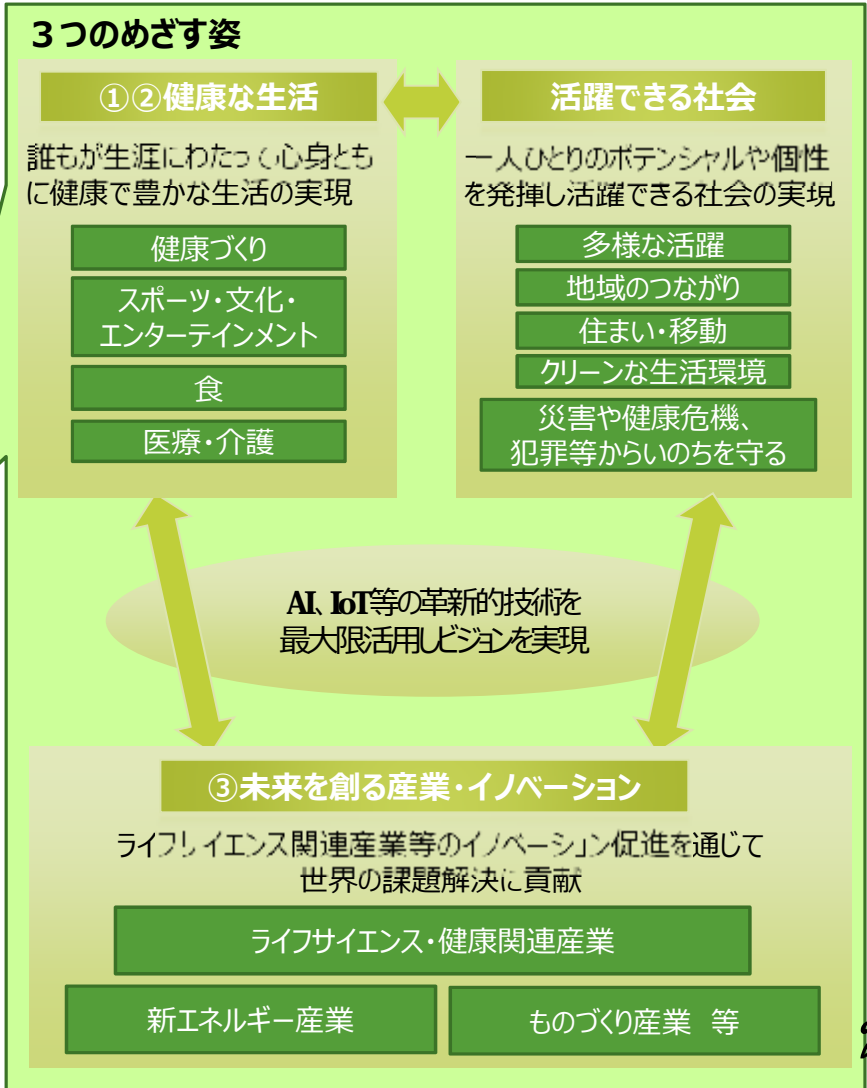 ３つのめざす姿
①②健康な生活
誰もが生涯にわたって心身とも
に健康で豊かな生活の実現
健康づくり
スポーツ・文化・
エンターテインメント
食
医療・介護
活躍できる社会
一人ひとりのポテンシャルや個性
を発揮し活躍できる社会の実現
多様な活躍
地域のつながり
住まい・移動
クリーンな生活環境
災害や健康危機、
犯罪等からいのちを守る
AI、IoT等の革新的技術を
最大限活用しビジョンを実現
③未来を創る産業・イノベーション
ライフサイエンス関連産業等のイノベーション促進を通じて
世界の課題解決に貢献
ライフサイエンス・健康関連産業
新エネルギー産業
ものづくり産業　等